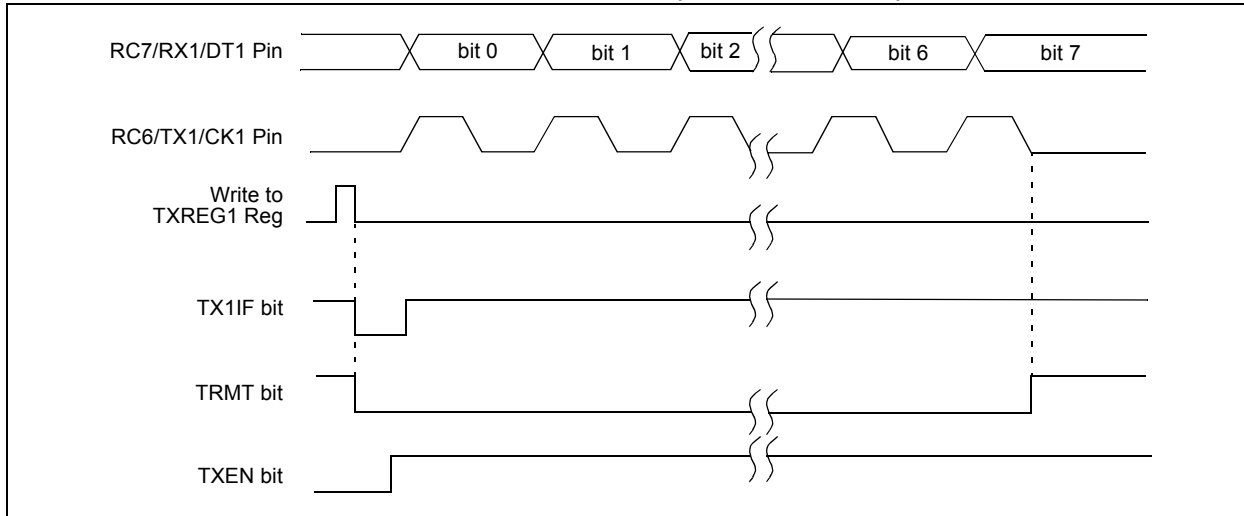 RC7/RX1/DT1 Pin
bit 0 bit 1 bit 2 bit 6 bit 7
RC6/TX1/CK1 Pin
Write to
TXREG1 Reg
TX1IF bit
TRMT bit
TXEN bit